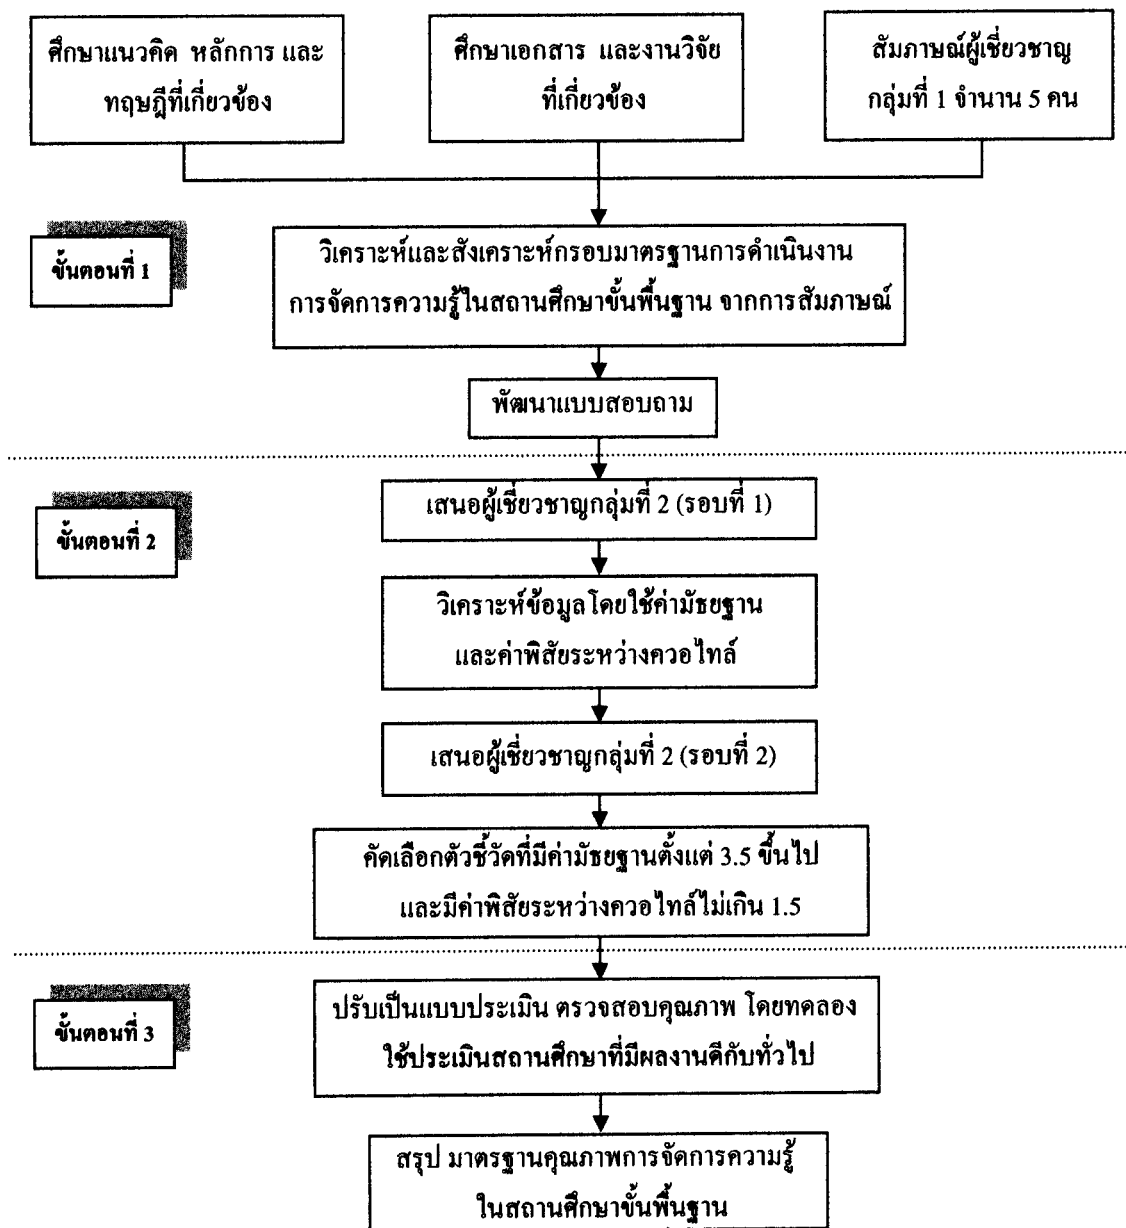 ศึกษาแนวคิด หลักการ และ
ทฤษฎีที่เกี่ยวข้อง
ศึกษาเอกสาร และงานวิจัย
ที่เกี่ยวข้อง
สัมภาษณ์ผู้เชี่ยวชาญ
กลุ่มที่ 1 จำนวน 5 คน
ขั้นตอนที่ 1
วิเคราะห์และสังเคราะห์กรอบมาตรฐานการดำเนินงาน
การจัดการความรู้ในสถานศึกษาขั้นพื้นฐาน จากการสัมภาษณ์
พัฒนาแบบสอบถาม
ขั้นตอนที่ 2
เสนอผู้เชี่ยวชาญกลุ่มที่ 2 (รอบที่ 1)
วิเคราะห์ข้อมูลโดยใช้ค่ามัธยฐาน
และค่าพิสัยระหว่างควอไทล์
เสนอผู้เชี่ยวชาญกลุ่มที่ 2 (รอบที่ 2)
คัดเลือกตัวชี้วัดที่มีค่ามัธยฐานตั้งแต่ 3.5 ขึ้นไป
และมีค่าพิสัยระหว่างควอไทล์ไม่เกิน 1.5
ขั้นตอนที่ 3
ปรับเป็นแบบประเมิน ตรวจสอบคุณภาพ โดยทดลอง
ใช้ประเมินสถานศึกษาที่มีผลงานดีกับทั่วไป
สรุป มาตรฐานคุณภาพการจัดการความรู้
ในสถานศึกษาขั้นพื้นฐาน